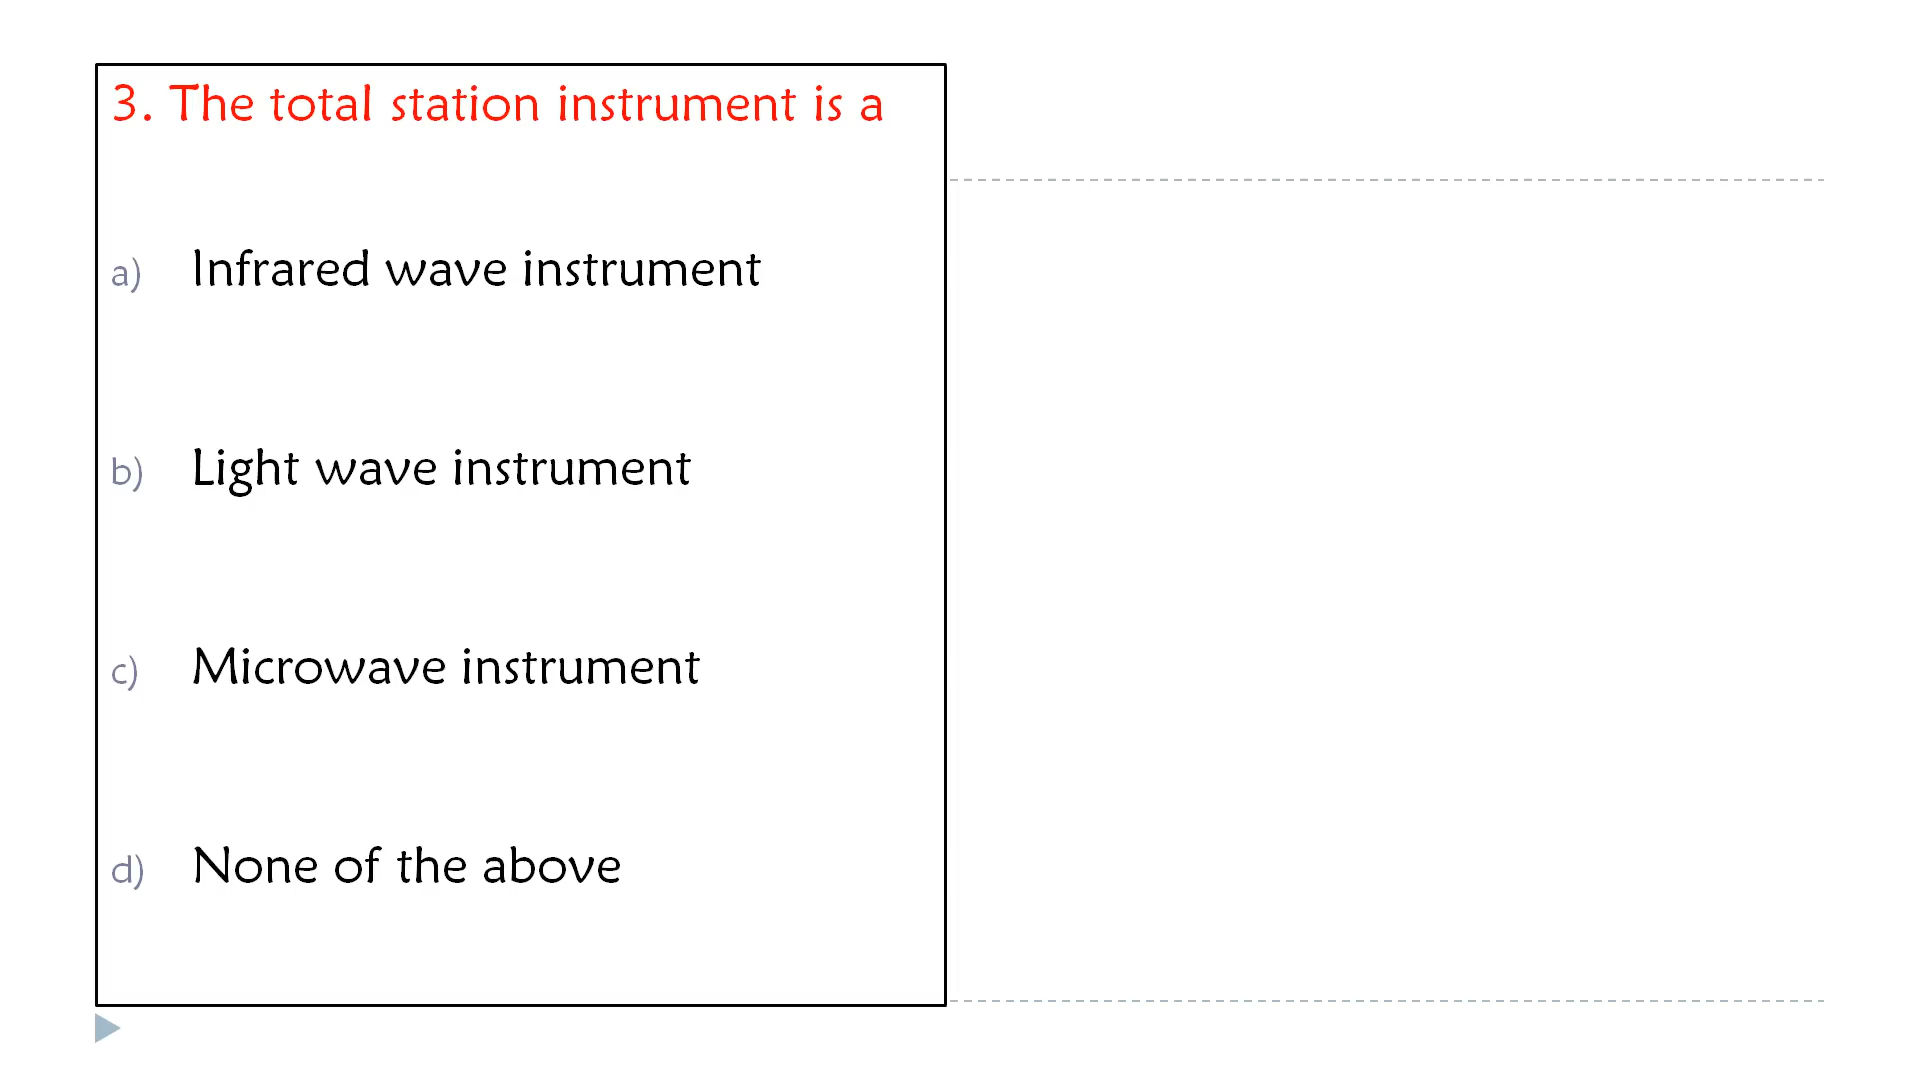 3. The total station instrument is a
a) Infrared wave instrument
b) Light wave instrument
c) Microwave instrument
d) None of the above